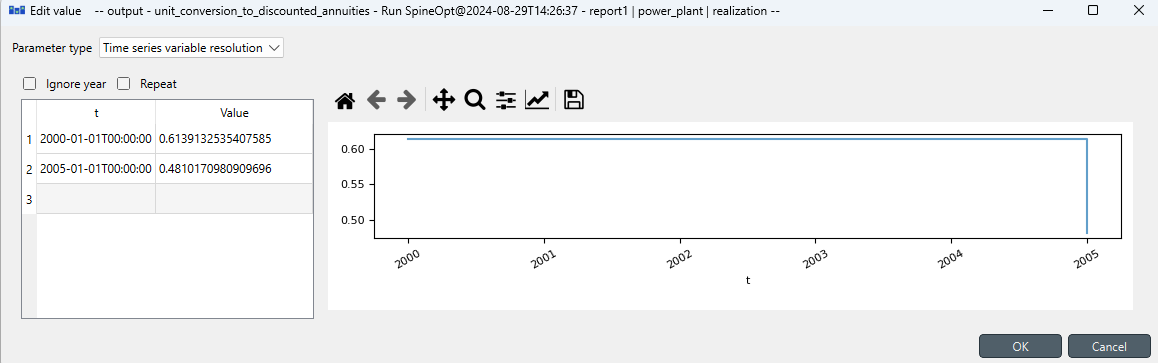 Edit value -- output - unit_conversion_to_discounted_annuities - Run SpineOpt@2024-08-29T14:26:37 - report1 | power_plant | realization --
Parameter type Time series variable resolution
Ignore year Repeat
t Value
1 2000-01-01T00:00:00 0.6139132535407585
2 2005-01-01T00:00:00 0.4810170980909696
3
0.60
0.55
0.50
2000 2001 2002 2003 2004 2005
t
OK Cancel